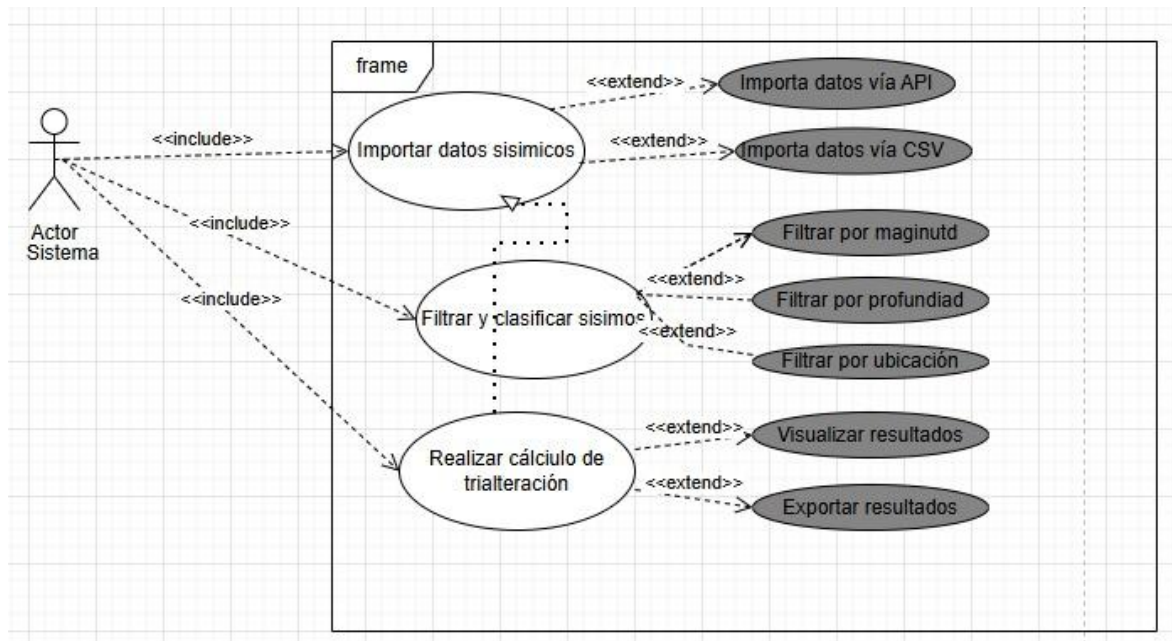 frame
<<extend>>
Importa datos vía API
<<include>>
Importar datos sisimicos
<<extend>>
Importa datos vía CSV
Actor
Sistema
<<include>>
Filtrar por maginutd
<<extend>>
<<include>>
Filtrar por profundiad
Filtrar y clasificar sisimos
<<extend>>
Filtrar por ubicación
<<extend>>
Visualizar resultados
Realizar cálciulo de
trialteración
<<extend>>
Exportar resultados